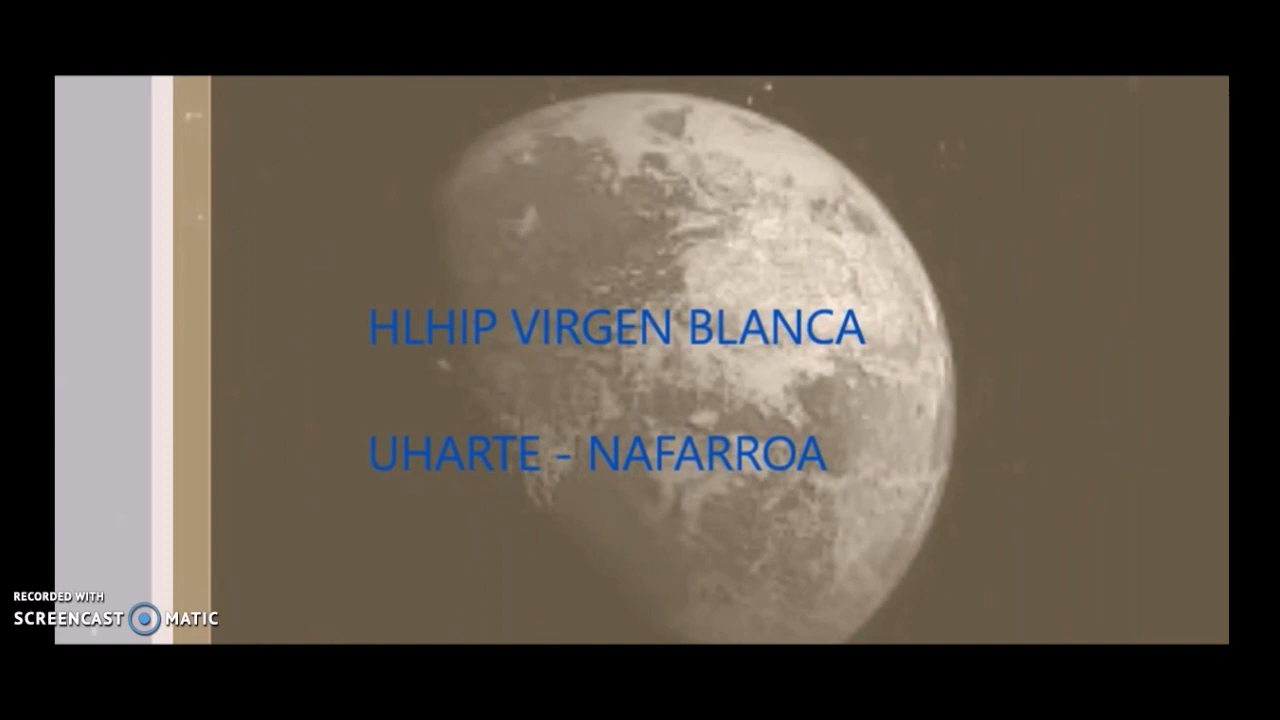 HLHIP VIRGEN BLANCA
UHARTE - NAFARROA
RECORDED WITH
SCREENCAST MATIC